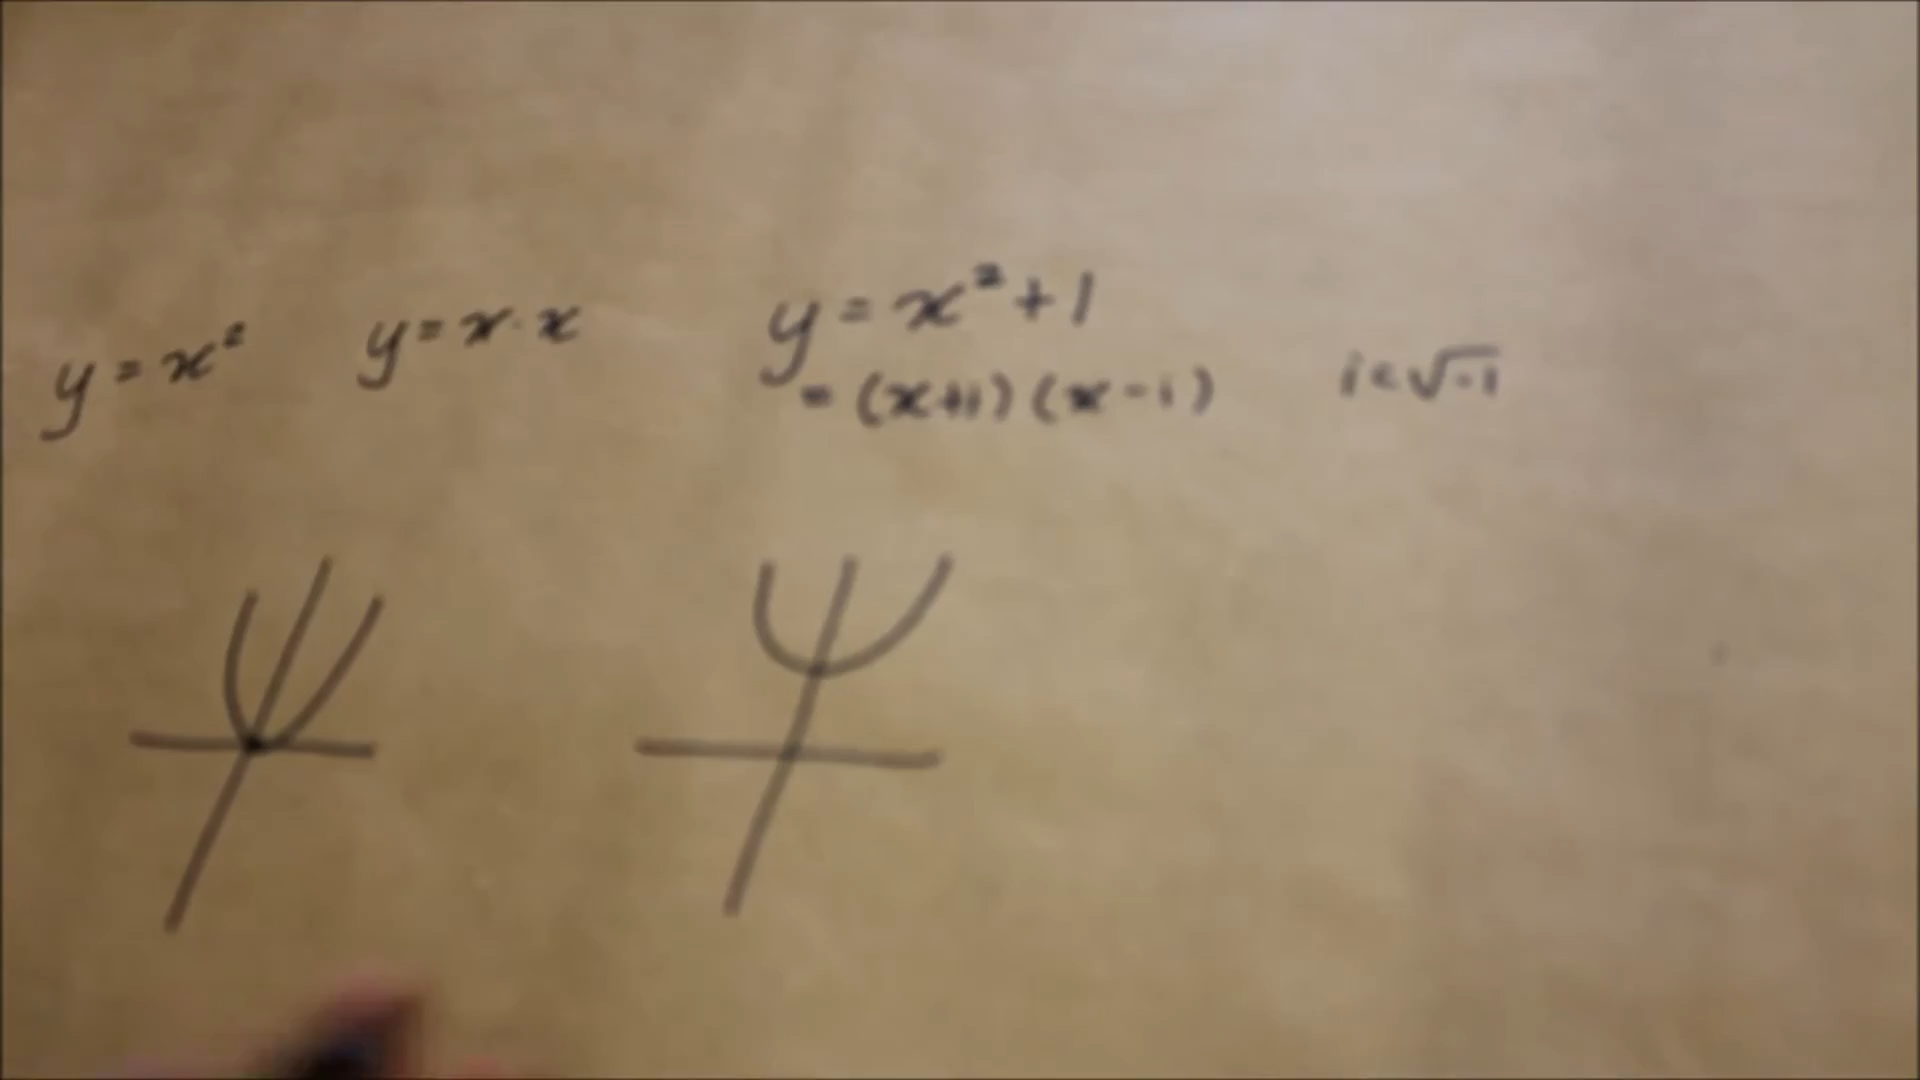 y = x² y = x·x y = x² + 1
= (x+i)(x-i) i = √-1